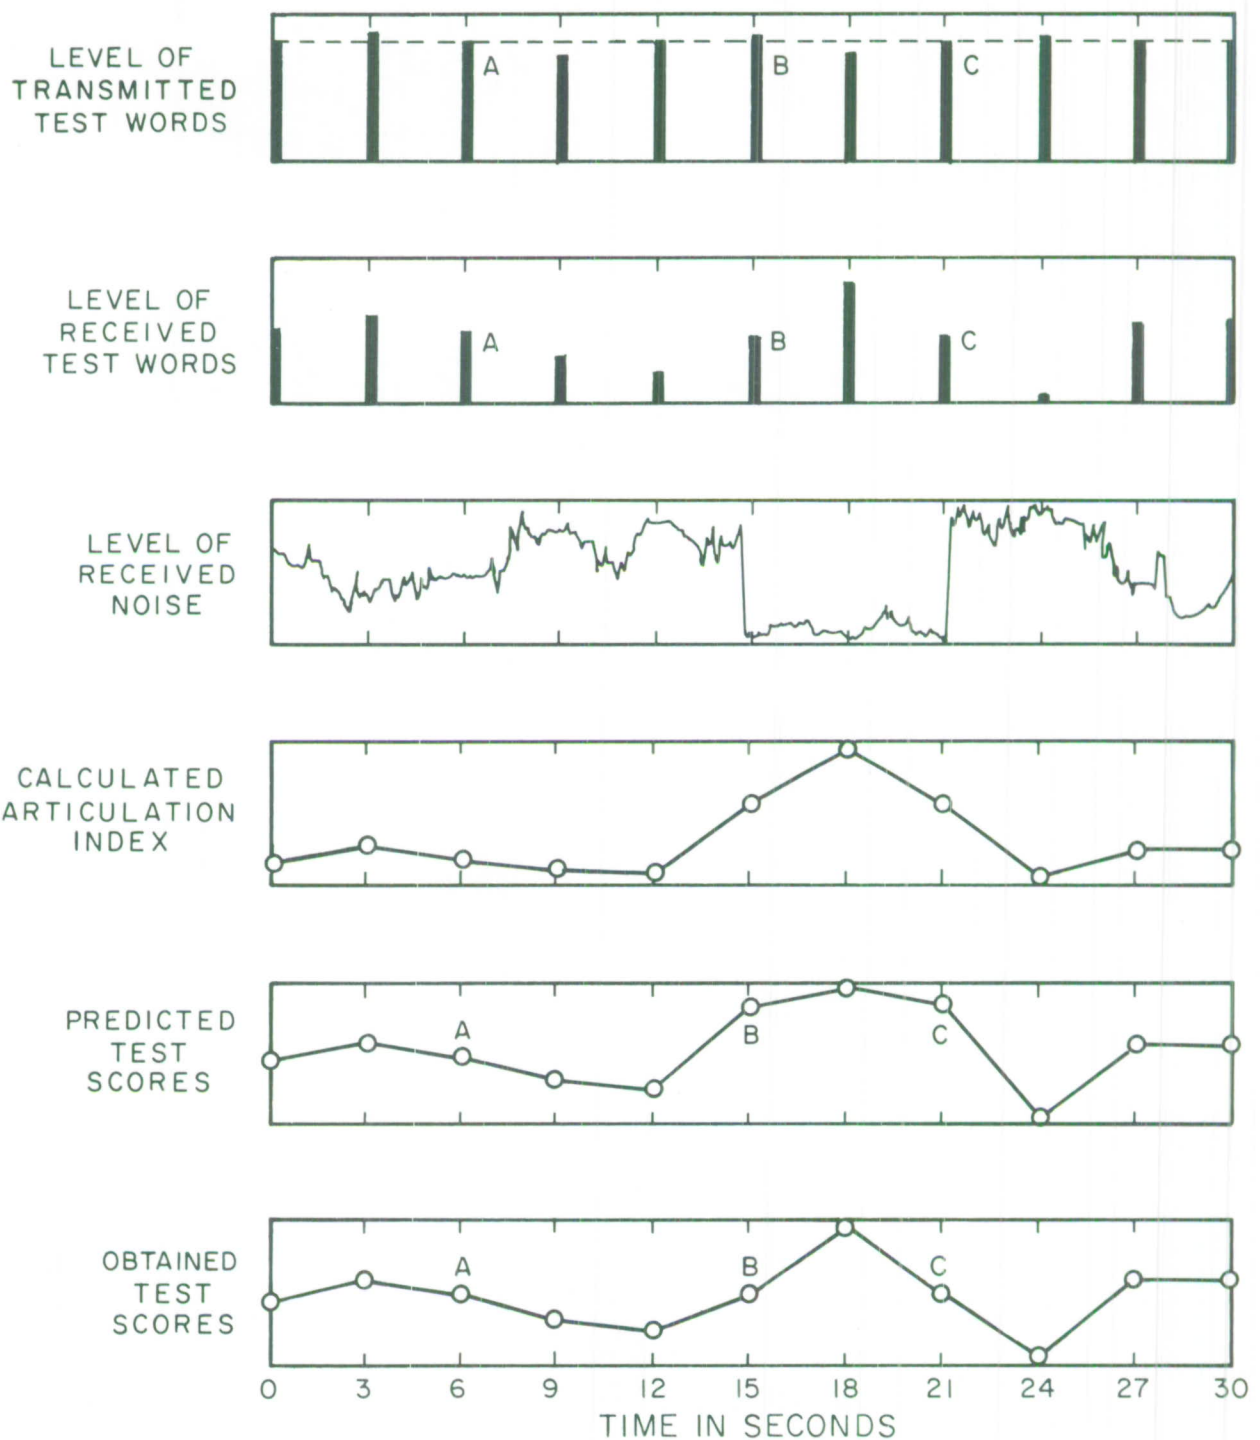 LEVEL OF
TRANSMITTED
TEST WORDS
A
B
C
LEVEL OF
RECEIVED
TEST WORDS
A
B
C
LEVEL OF
RECEIVED
NOISE
CALCULATED
ARTICULATION
INDEX
PREDICTED
TEST
SCORES
A
B
C
OBTAINED
TEST
SCORES
A
B
C
0 3 6 9 12 15 18 21 24 27 30
TIME IN SECONDS